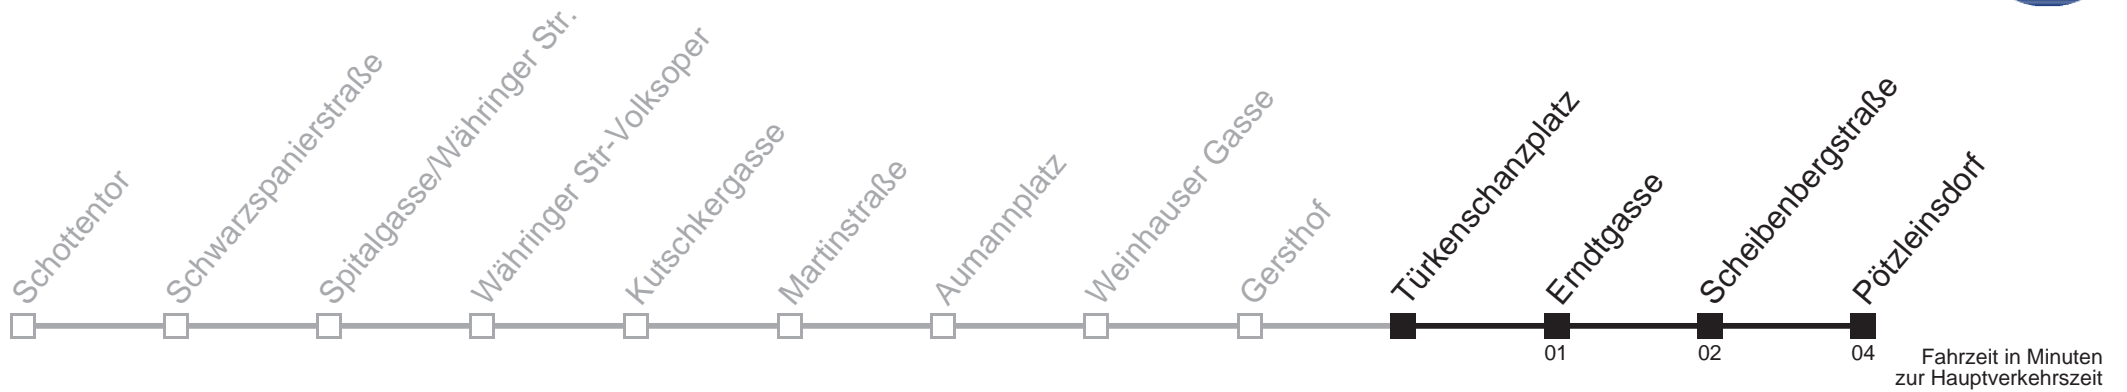 Schottentor
Schwarzspanierstraße
Spitalgasse/Währinger Str.
Währinger Str-Volksoper
Kutschkergasse
Martinstraße
Aumannplatz
Weinhauser Gasse
Gersthof
Türkenschanzplatz
Erndtgasse
Scheibenbergstraße
Pötzleinsdorf
01
02
04
Fahrzeit in Minuten
zur Hauptverkehrszeit